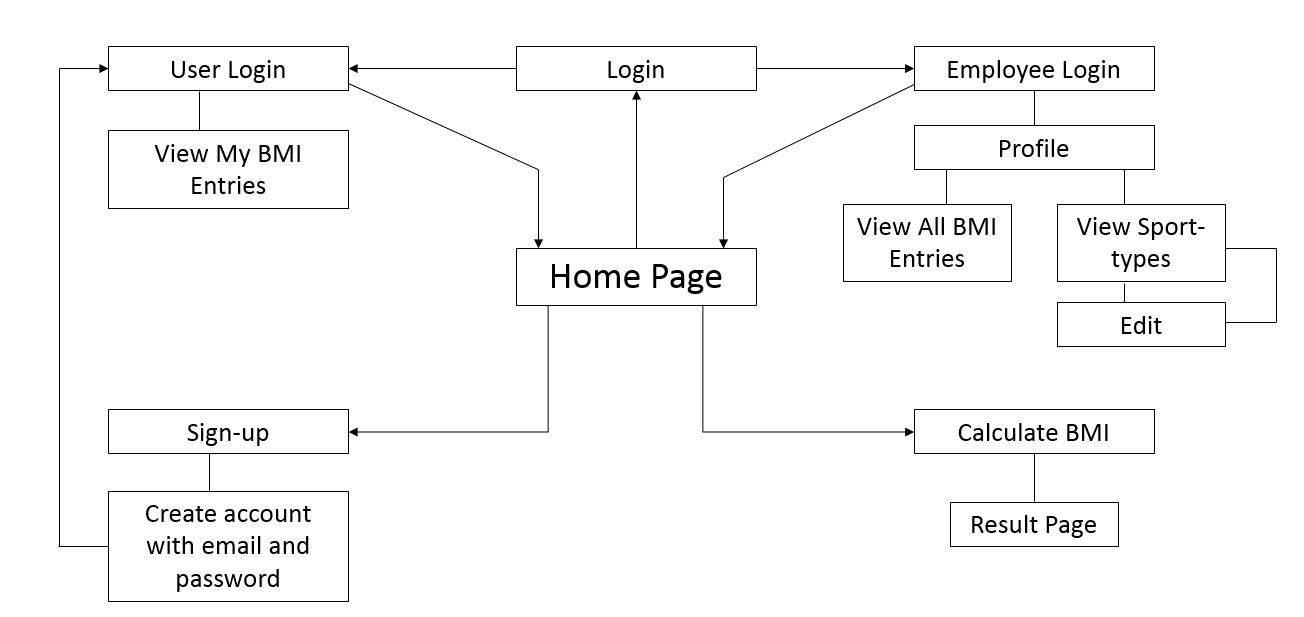 User Login
Login
Employee Login
View My BMI
Entries
Profile
View All BMI
Entries
View Sport-
types
Home Page
Edit
Sign-up
Calculate BMI
Create account
with email and
password
Result Page